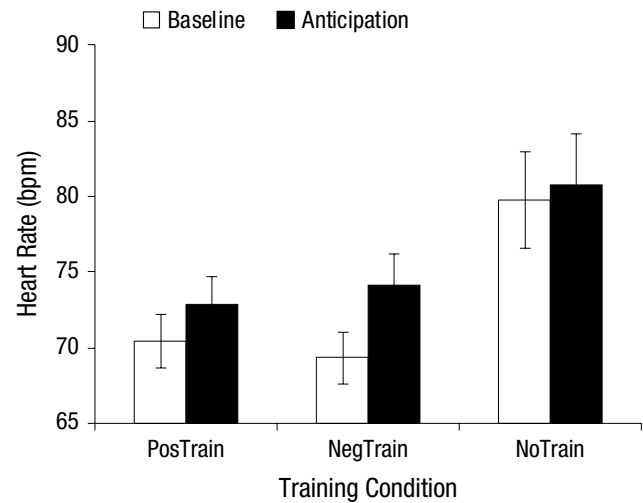 Baseline Anticipation
90
85
80
75
70
65
Heart Rate (bpm)
PosTrain NegTrain NoTrain
Training Condition